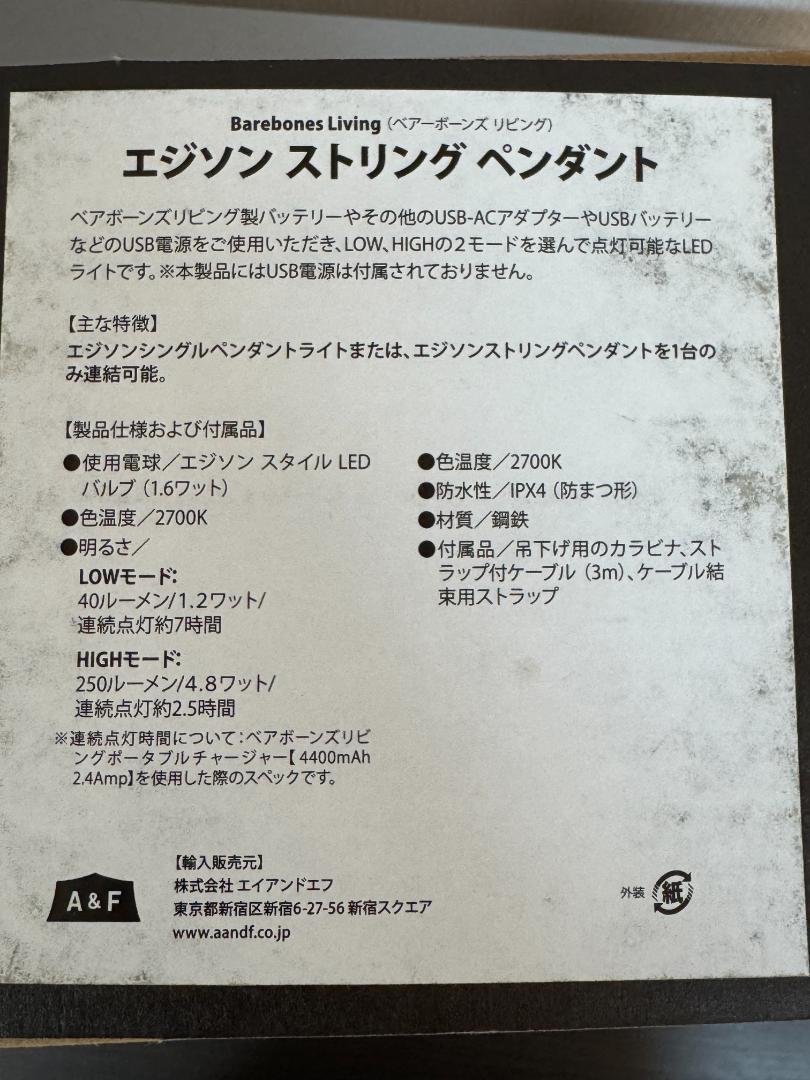 Barebones Living（ベアーボーンズ リビング）
エジソン ストリング ペンダント
ベアボーンズリビング製バッテリーやその他のUSB-ACアダプターやUSBバッテリー
などのUSB電源をご使用いただき、LOW、HIGHの２モードを選んで点灯可能なLED
ライトです。※本製品にはUSB電源は付属されておりません。
【主な特徴】
エジソンシングルペンダントライトまたは、エジソンストリングペンダントを1台の
み連結可能。
【製品仕様および付属品】
●使用電球／エジソン スタイル LED
バルブ（1.6ワット）
●色温度／2700K
●明るさ／
LOWモード：
40ルーメン/１.２ワット/
連続点灯約7時間
HIGHモード：
250ルーメン/4.８ワット/
連続点灯約2.5時間
※連続点灯時間について：ベアボーンズリビ
ングポータブルチャージャー【4400mAh
2.4Amp】を使用した際のスペックです。
●色温度／2700K
●防水性／IPX4（防まつ形）
●材質／鋼鉄
●付属品／吊下げ用のカラビナ、スト
ラップ付ケーブル（3m）、ケーブル結
束用ストラップ
A&F
【輸入販売元】
株式会社 エイアンドエフ
東京都新宿区新宿6-27-56 新宿スクエア
www.aandf.co.jp
外装 紙